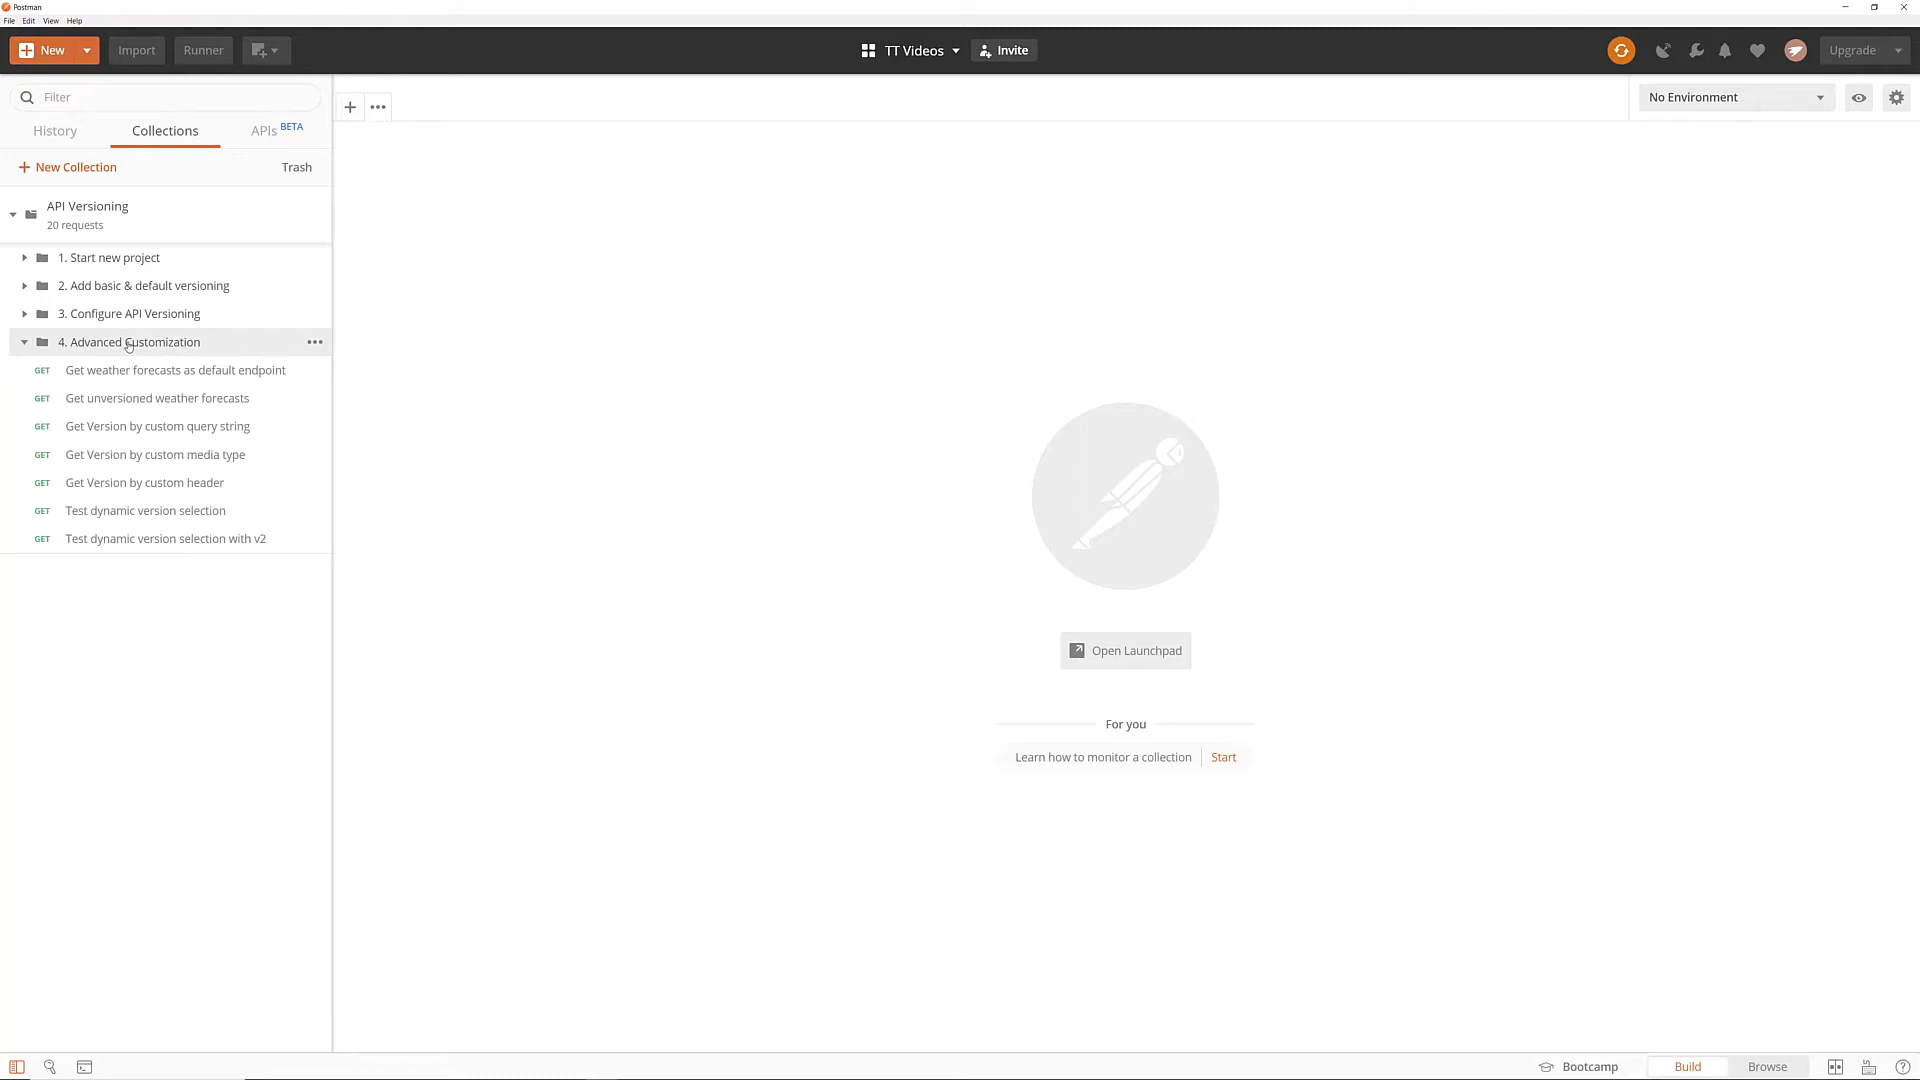 Postman
File Edit View Help
New Import Runner TT Videos Invite Upgrade
Filter
No Environment
History Collections APIs BETA
New Collection Trash
API Versioning
20 requests
1. Start new project
2. Add basic & default versioning
3. Configure API Versioning
4. Advanced Customization
GET Get weather forecasts as default endpoint
GET Get unversioned weather forecasts
GET Get Version by custom query string
GET Get Version by custom media type
GET Get Version by custom header
GET Test dynamic version selection
GET Test dynamic version selection with v2
Open Launchpad
For you
Learn how to monitor a collection Start
Bootcamp Build Browse